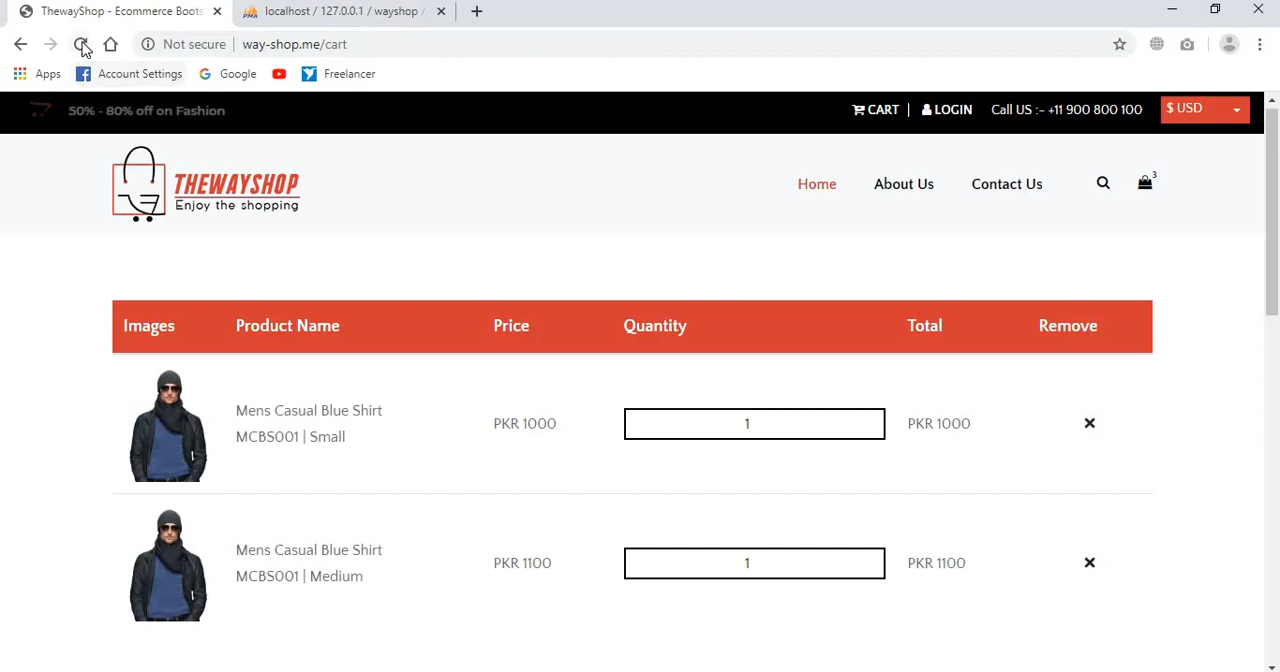 ThewayShop - Ecommerce Boots
localhost / 127.0.0.1 / wayshop /
Not secure
way-shop.me/cart
Apps
Account Settings
Google
Freelancer
50% - 80% off on Fashion
CART | LOGIN
Call US :- +11 900 800 100
$ USD
THEWAYSHOP
Enjoy the shopping
Home
About Us
Contact Us
3
Images
Product Name
Price
Quantity
Total
Remove
Mens Casual Blue Shirt
MCBS001 | Small
PKR 1000
1
PKR 1000
Mens Casual Blue Shirt
MCBS001 | Medium
PKR 1100
1
PKR 1100